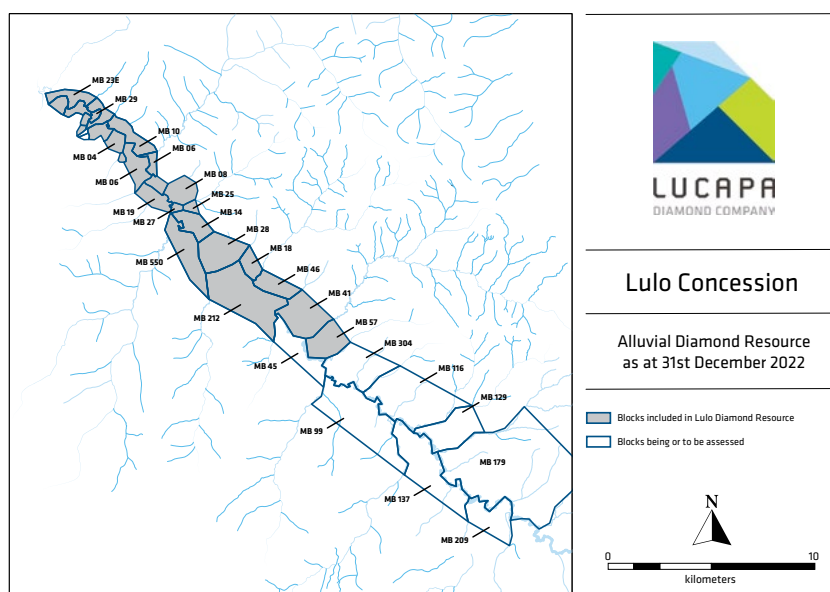 MB 23E
MB 29
MB 10
MB 06
MB 04
MB 08
MB 06
MB 25
MB 19
MB 14
MB 27
MB 28
MB 18
MB 550
MB 46
MB 41
MB 212
MB 57
MB 304
MB 45
MB 116
MB 129
MB 99
MB 179
MB 137
MB 209
LUCAPA
DIAMOND COMPANY
Lulo Concession
Alluvial Diamond Resource
as at 31st December 2022
Blocks included in Lulo Diamond Resource
Blocks being or to be assessed
N
0 10
kilometers